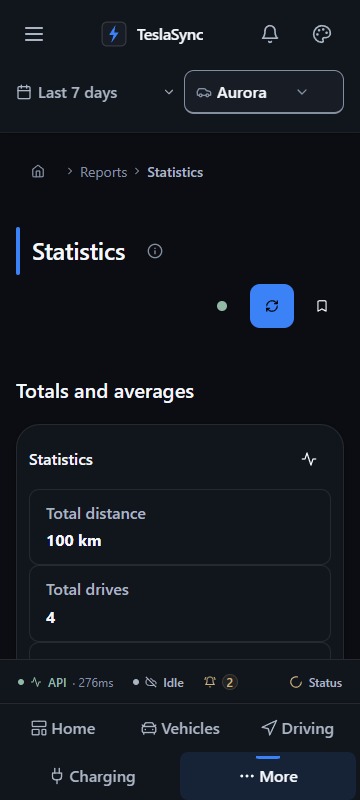 TeslaSync
Last 7 days
Aurora
Reports
Statistics
Statistics
Totals and averages
Statistics
Total distance
100 km
Total drives
4
API · 276ms
Idle
2
Status
Home
Vehicles
Driving
Charging
More